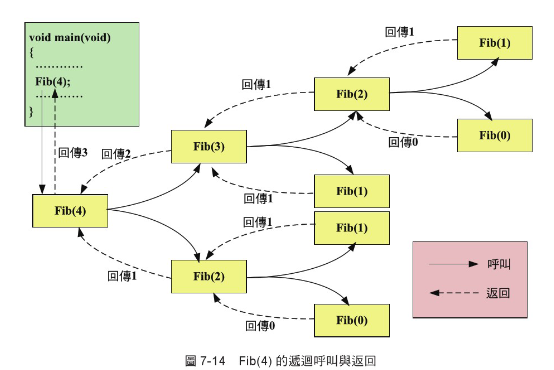 void main(void)
{
…………
Fib(4);
…………
}
回傳3
回傳2
回傳1
回傳1
Fib(1)
Fib(2)
Fib(0)
回傳0
Fib(3)
Fib(1)
回傳1
Fib(4)
Fib(1)
回傳1
回傳1
Fib(2)
Fib(0)
回傳0
呼叫
返回
圖 7-14 Fib(4) 的遞迴呼叫與返回